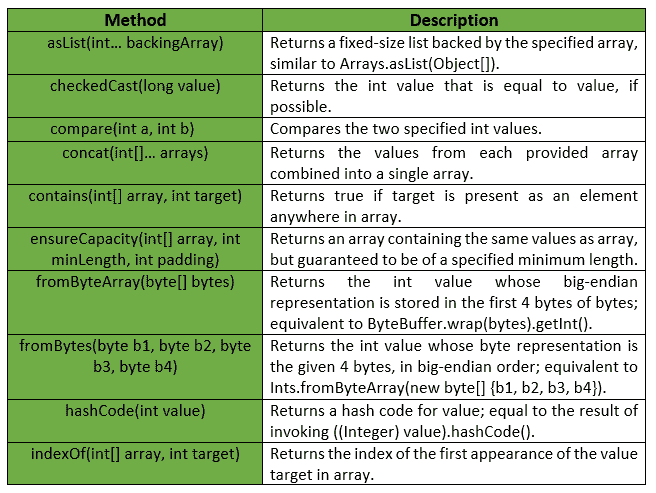 Method Description
asList(int… backingArray) Returns a fixed-size list backed by the specified array,
similar to Arrays.asList(Object[]).
checkedCast(long value) Returns the int value that is equal to value, if
possible.
compare(int a, int b) Compares the two specified int values.
concat(int[]… arrays) Returns the values from each provided array
combined into a single array.
contains(int[] array, int target) Returns true if target is present as an element
anywhere in array.
ensureCapacity(int[] array, int Returns an array containing the same values as array,
minLength, int padding) but guaranteed to be of a specified minimum length.
fromByteArray(byte[] bytes) Returns the int value whose big-endian
representation is stored in the first 4 bytes of bytes;
equivalent to ByteBuffer.wrap(bytes).getInt().
fromBytes(byte b1, byte b2, byte Returns the int value whose byte representation is
b3, byte b4) the given 4 bytes, in big-endian order; equivalent to
Ints.fromByteArray(new byte[] {b1, b2, b3, b4}).
hashCode(int value) Returns a hash code for value; equal to the result of
invoking ((Integer) value).hashCode().
indexOf(int[] array, int target) Returns the index of the first appearance of the value
target in array.